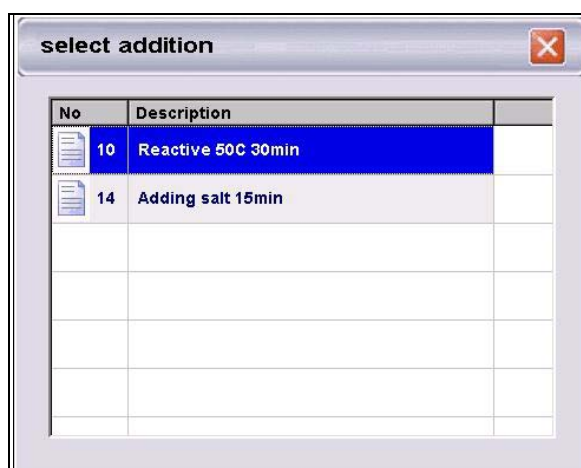 select addition
No Description
10 Reactive 50C 30min
14 Adding salt 15min